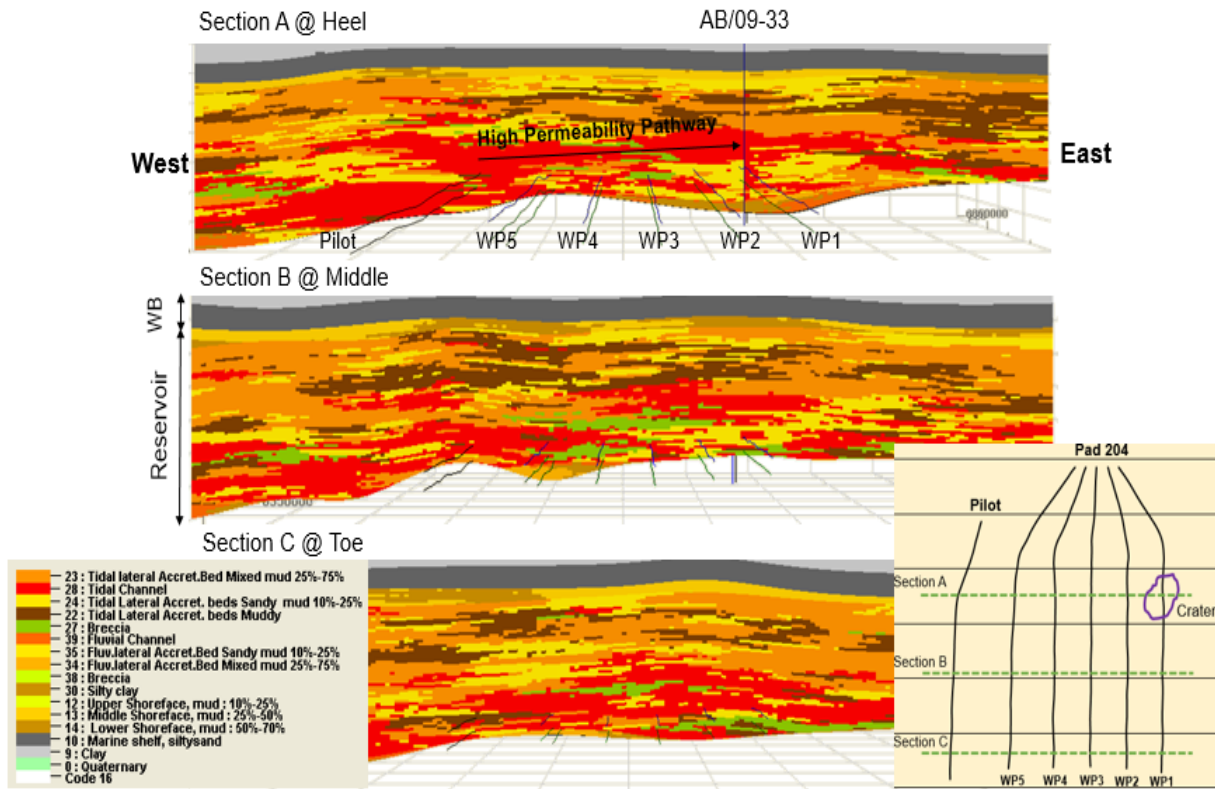 Section A @ Heel
AB/09-33
High Permeability Pathway
West
East
Pilot
WP5
WP4
WP3
WP2
WP1
Section B @ Middle
WB
Reservoir
Section C @ Toe
23 : Tidal lateral Accret.Bed Mixed mud 25%-75%
28 : Tidal Channel
24 : Tidal Lateral Accret. beds Sandy mud 10%-25%
22 : Tidal Lateral Accret. beds Muddy
27 : Breccia
39 : Fluvial Channel
35 : Fluv.lateral Accret.Bed Sandy mud 10%-25%
34 : Fluv.lateral Accret.Bed Mixed mud 25%-75%
38 : Breccia
30 : Silty clay
12 : Upper Shoreface, mud : 10%-25%
13 : Middle Shoreface, mud : 25%-50%
14 : Lower Shoreface, mud : 50%-70%
10 : Marine shelf, siltysand
9 : Clay
0 : Quaternary
Code 16
Pad 204
Pilot
Section A
Crater
Section B
Section C
WP5
WP4
WP3
WP2
WP1